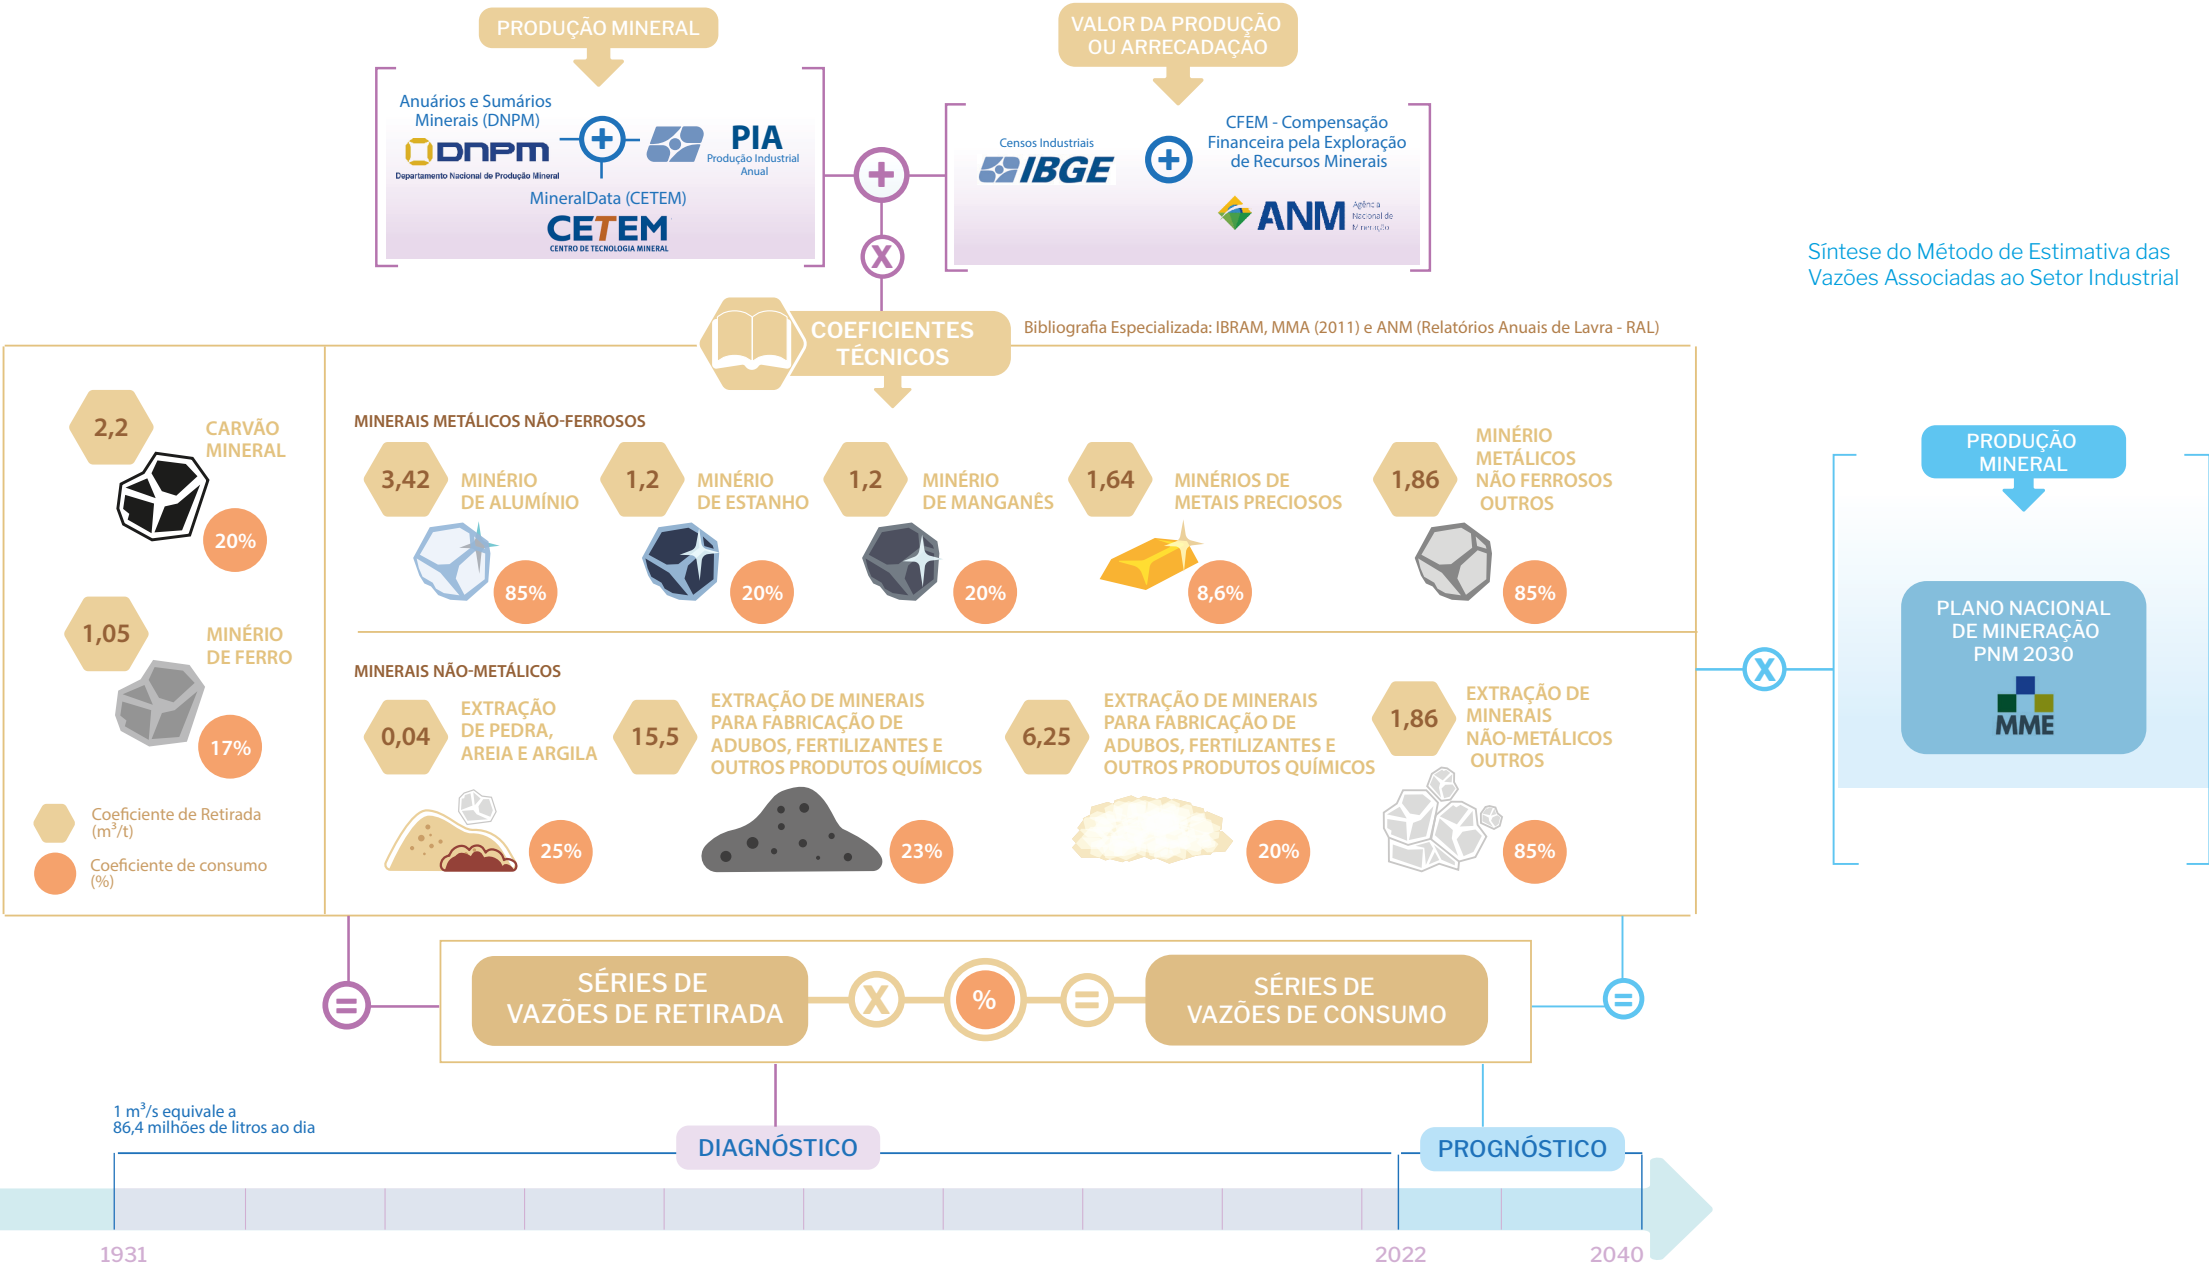 PRODUÇÃO MINERAL
VALOR DA PRODUÇÃO
OU ARRECADAÇÃO
Anuários e Sumários
Minerais (DNPM)
DNPM
Departamento Nacional de Produção Mineral
+
PIA
Produção Industrial
Anual
MineralData (CETEM)
CETEM
CENTRO DE TECNOLOGIA MINERAL
+
X
Censos Industriais
IBGE
+
CFEM - Compensação
Financeira pela Exploração
de Recursos Minerais
ANM
Agência
Nacional de
Mineração
Síntese do Método de Estimativa das
Vazões Associadas ao Setor Industrial
COEFICIENTES
TÉCNICOS
Bibliografia Especializada: IBRAM, MMA (2011) e ANM (Relatórios Anuais de Lavra - RAL)
2,2
CARVÃO
MINERAL
20%
1,05
MINÉRIO
DE FERRO
17%
Coeficiente de Retirada
(m³/t)
Coeficiente de consumo
(%)
MINERAIS METÁLICOS NÃO-FERROSOS
3,42
MINÉRIO
DE ALUMÍNIO
85%
1,2
MINÉRIO
DE ESTANHO
20%
1,2
MINÉRIO
DE MANGANÊS
20%
1,64
MINÉRIOS DE
METAIS PRECIOSOS
8,6%
1,86
MINÉRIO
METÁLICOS
NÃO FERROSOS
OUTROS
85%
MINERAIS NÃO-METÁLICOS
0,04
EXTRAÇÃO
DE PEDRA,
AREIA E ARGILA
25%
15,5
EXTRAÇÃO DE MINERAIS
PARA FABRICAÇÃO DE
ADUBOS, FERTILIZANTES E
OUTROS PRODUTOS QUÍMICOS
23%
6,25
EXTRAÇÃO DE MINERAIS
PARA FABRICAÇÃO DE
ADUBOS, FERTILIZANTES E
OUTROS PRODUTOS QUÍMICOS
20%
1,86
EXTRAÇÃO DE
MINERAIS
NÃO-METÁLICOS
OUTROS
85%
X
PRODUÇÃO
MINERAL
PLANO NACIONAL
DE MINERAÇÃO
PNM 2030
MME
=
SÉRIES DE
VAZÕES DE RETIRADA
X
%
=
SÉRIES DE
VAZÕES DE CONSUMO
=
1 m³/s equivale a
86,4 milhões de litros ao dia
DIAGNÓSTICO
PROGNÓSTICO
1931
2022
2040